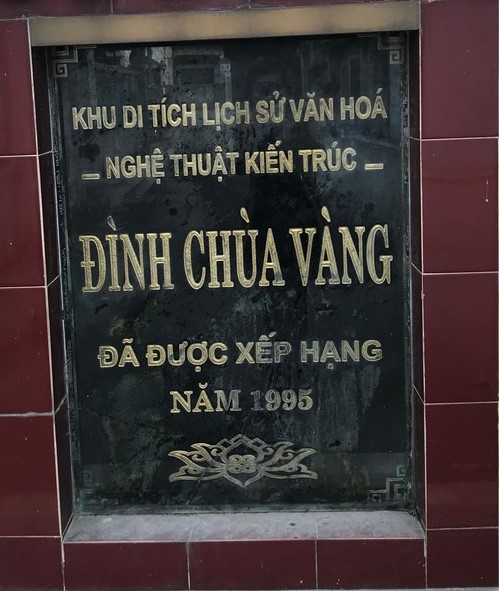 KHU DI TÍCH LỊCH SỬ VĂN HOÁ
- NGHỆ THUẬT KIẾN TRÚC -
ĐÌNH CHÙA VÀNG
ĐÃ ĐƯỢC XẾP HẠNG
NĂM 1995